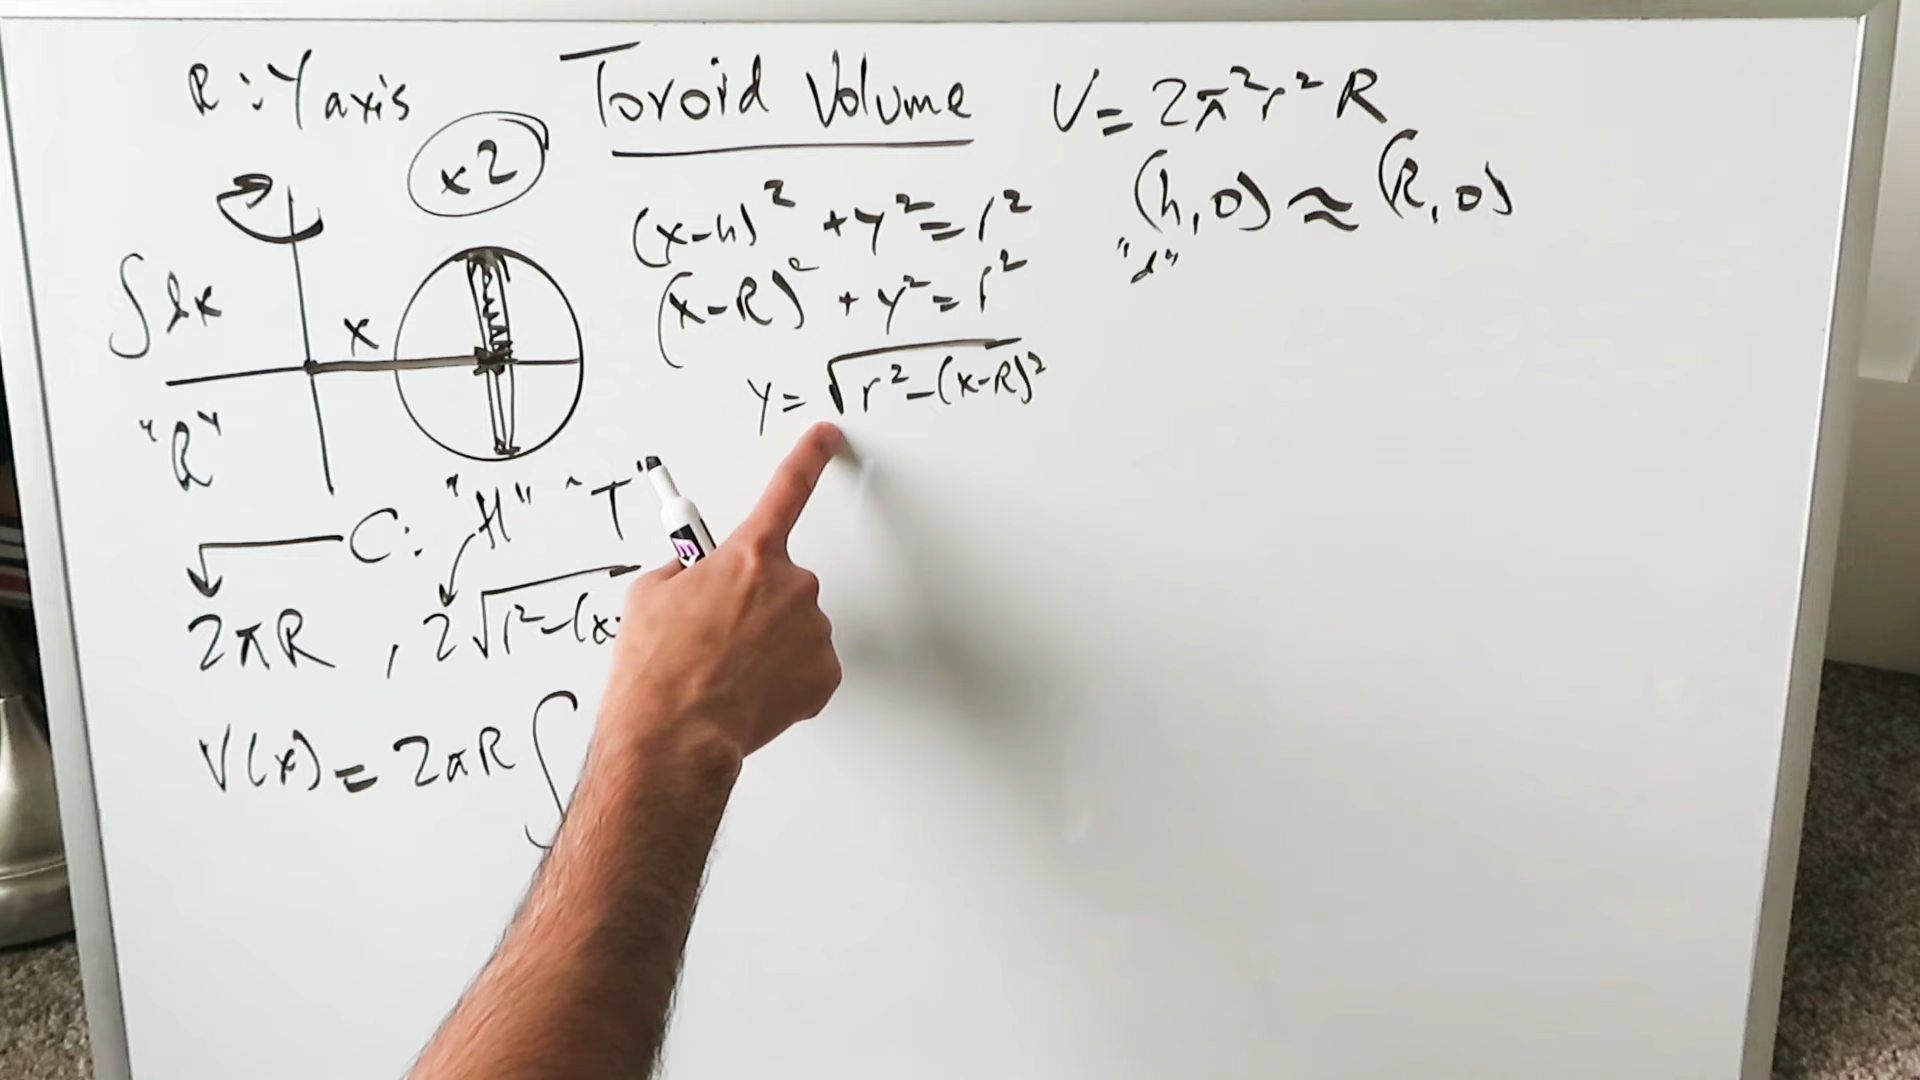 R: Y axis
Toroid Volume
V = 2π²r²R
x2
(x-h)² + y² = r²
(h,0) ≈ (R,0)
"d"
∫dx
x
(x-R)² + y² = r²
"R"
y = √r²-(x-R)²
C: "H" "T"
2πR , 2√r²-(x-
V(x) = 2πR ∫